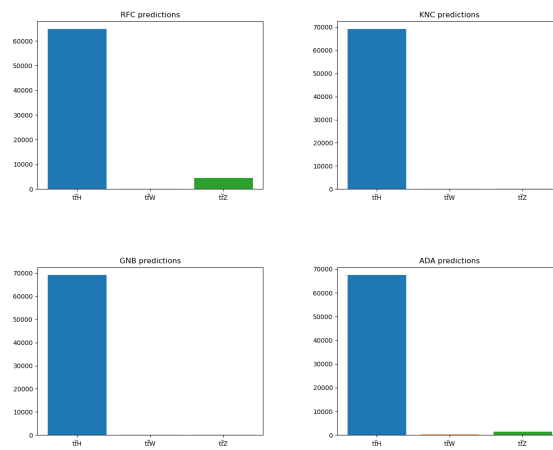 RFC predictions
60000
50000
40000
30000
20000
10000
0
tt̄H
tt̄W
tt̄Z
KNC predictions
70000
60000
50000
40000
30000
20000
10000
0
tt̄H
tt̄W
tt̄Z
GNB predictions
70000
60000
50000
40000
30000
20000
10000
0
tt̄H
tt̄W
tt̄Z
ADA predictions
70000
60000
50000
40000
30000
20000
10000
0
tt̄H
tt̄W
tt̄Z